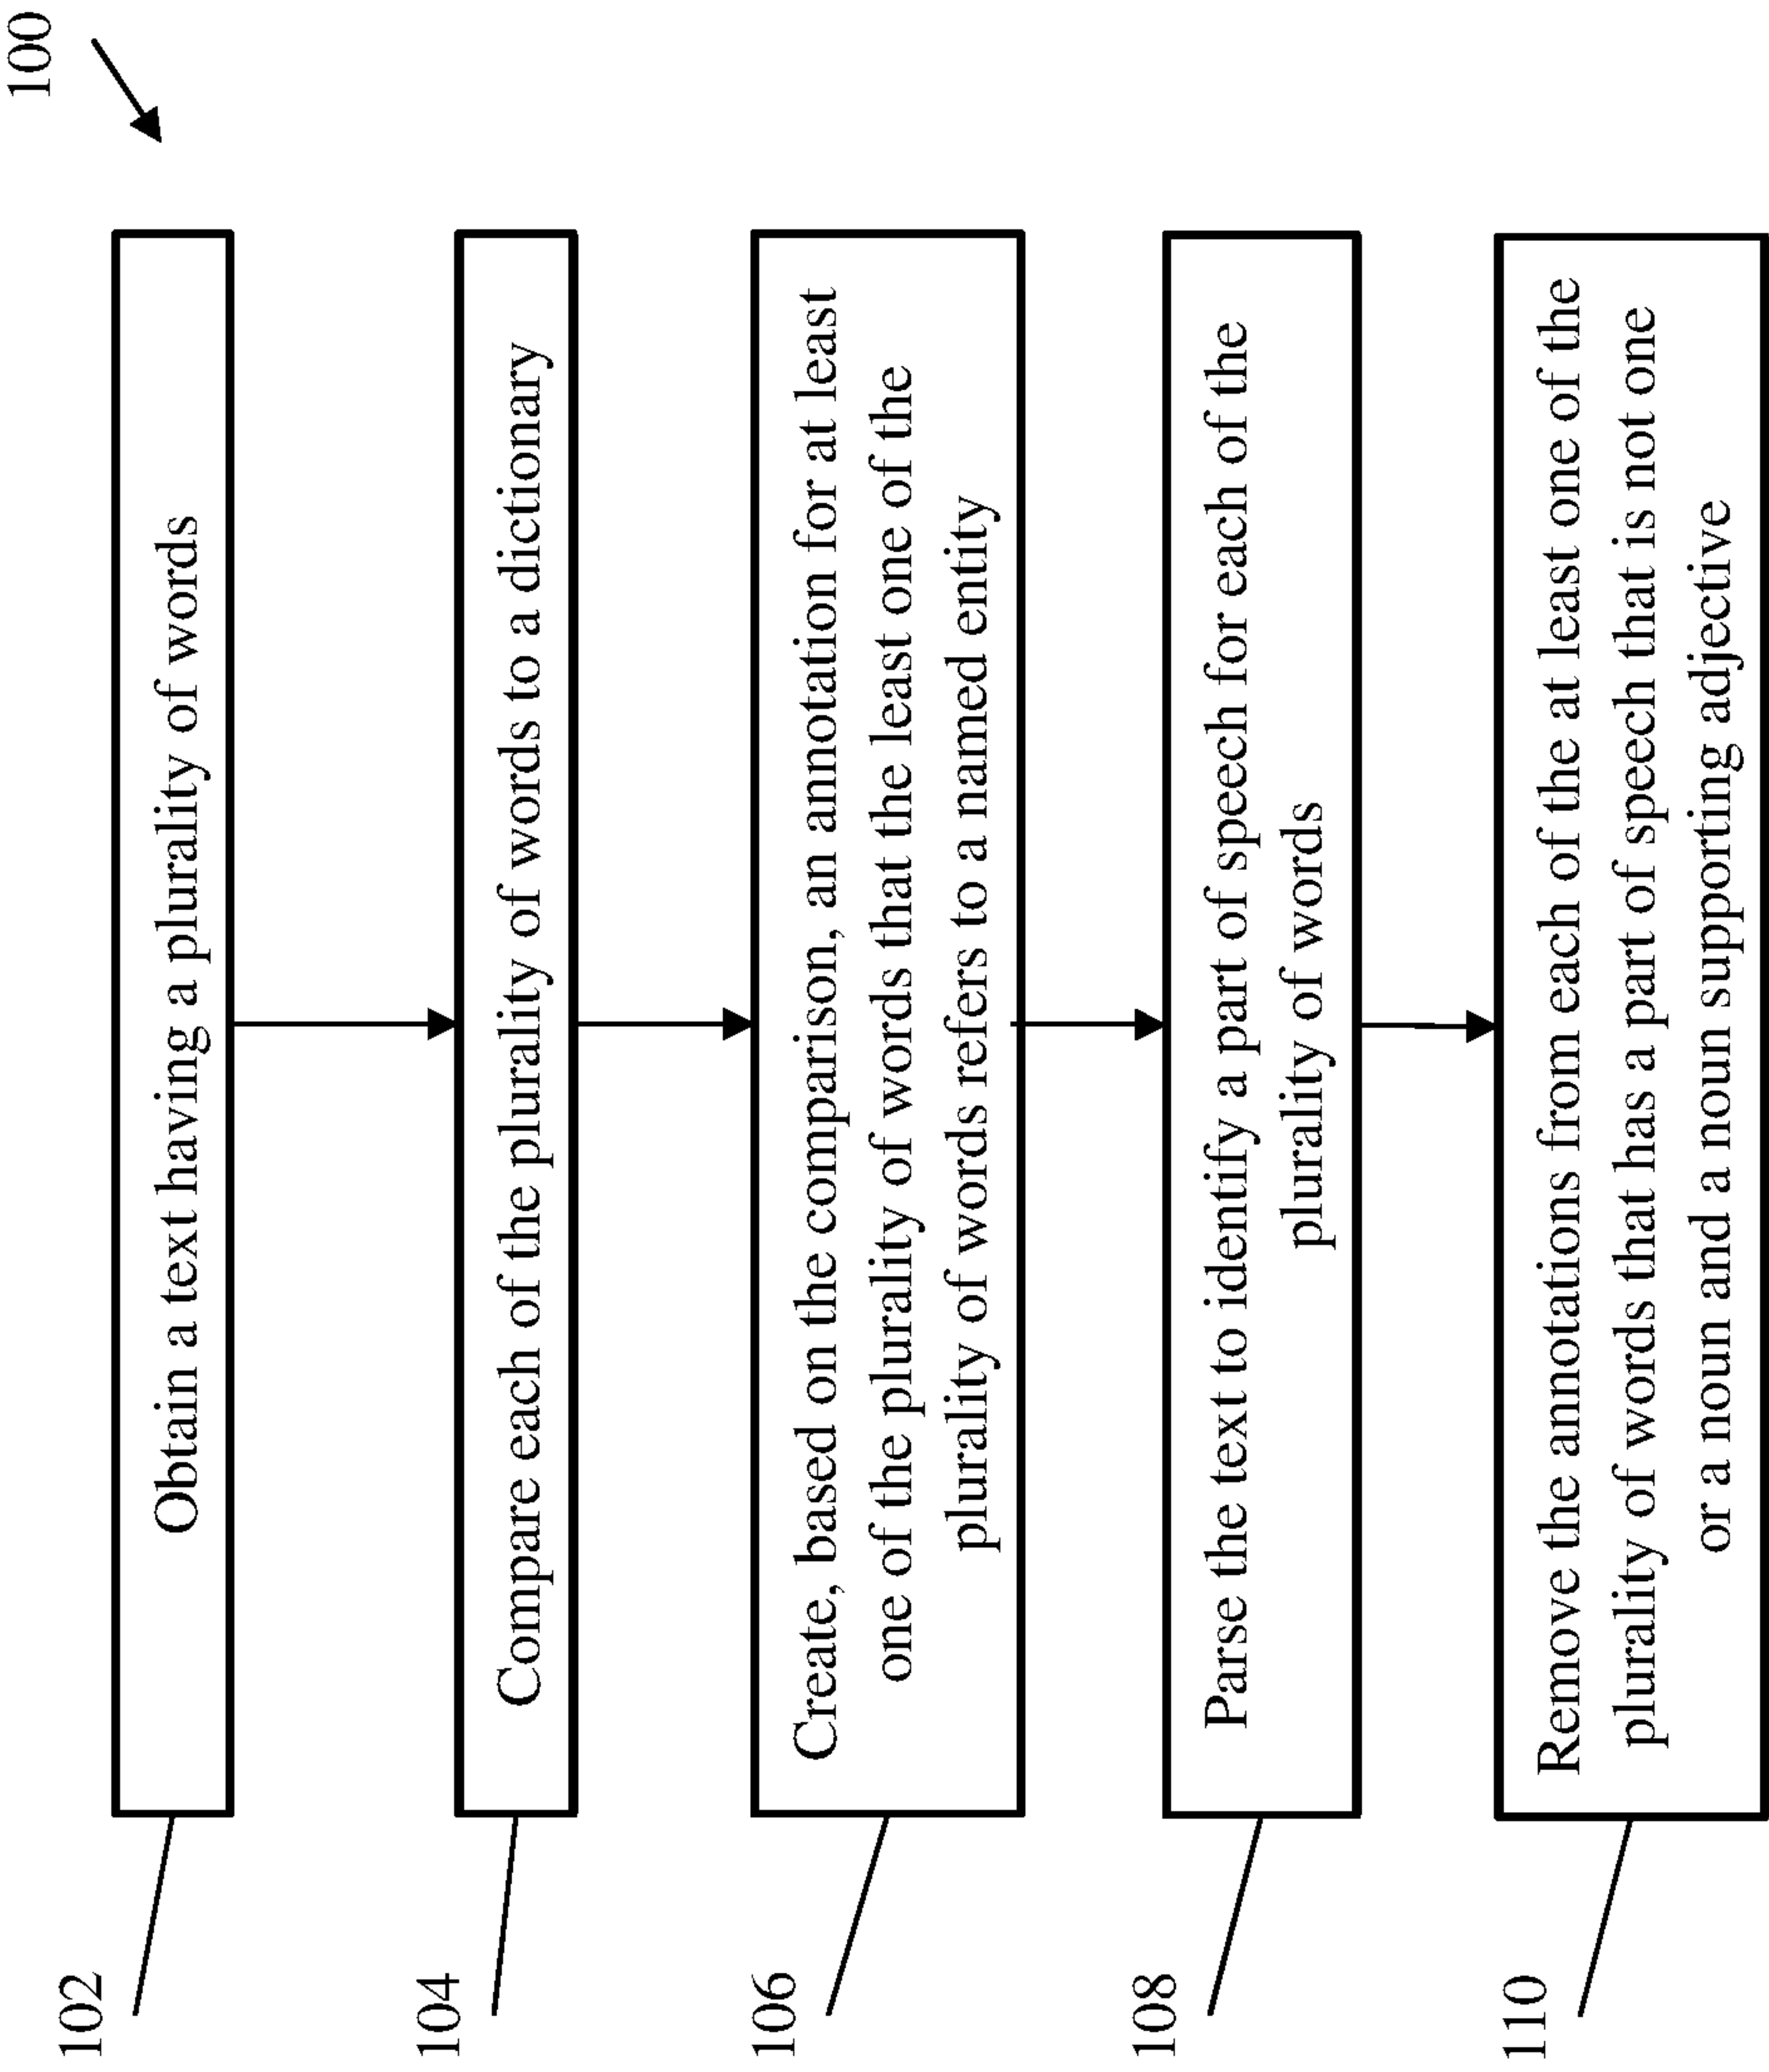 100
102
Obtain a text having a plurality of words
104
Compare each of the plurality of words to a dictionary
106
Create, based on the comparison, an annotation for at least
one of the plurality of words that the least one of the
plurality of words refers to a named entity
108
Parse the text to identify a part of speech for each of the
plurality of words
110
Remove the annotations from each of the at least one of the
plurality of words that has a part of speech that is not one
or a noun and a noun supporting adjective